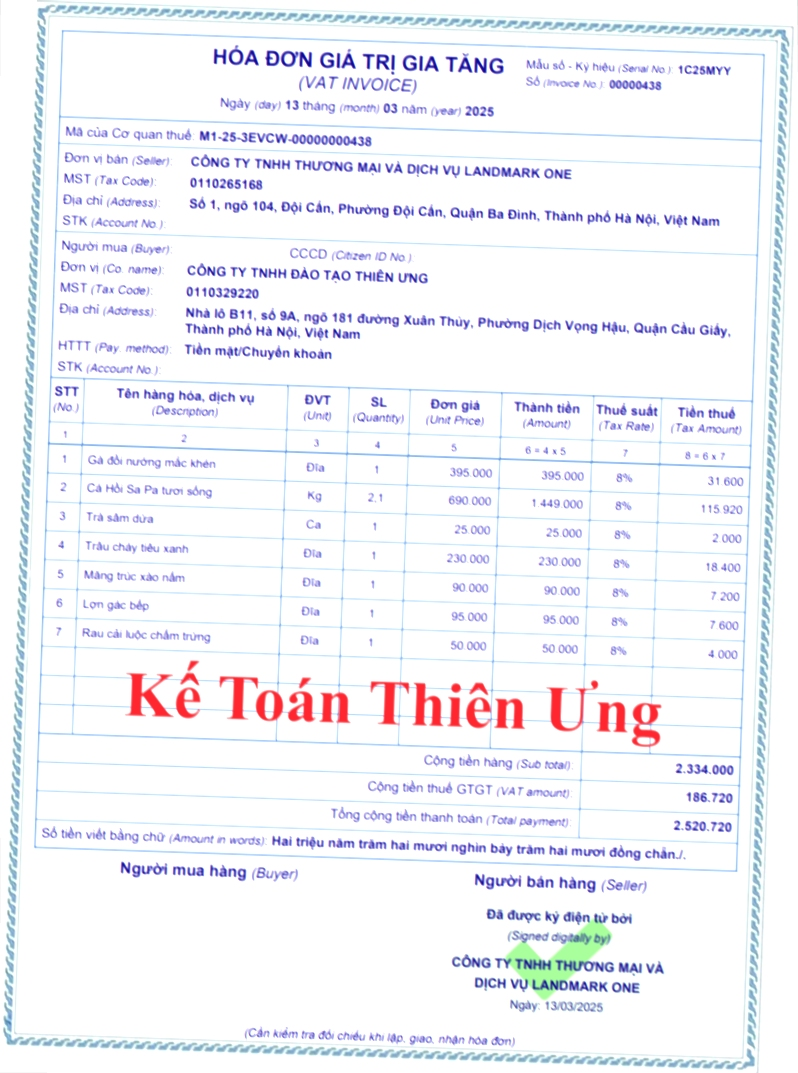 HÓA ĐƠN GIÁ TRỊ GIA TĂNG
(VAT INVOICE)
Ngày (day) 13 tháng (month) 03 năm (year) 2025
Mẫu số - Ký hiệu (Serial No.): 1C25MYY
Số (Invoice No.): 00000438
Mã của Cơ quan thuế: M1-25-3EVCW-00000000438
Đơn vị bán (Seller): CÔNG TY TNHH THƯƠNG MẠI VÀ DỊCH VỤ LANDMARK ONE
MST (Tax Code): 0110265168
Địa chỉ (Address): Số 1, ngõ 104, Đội Cấn, Phường Đội Cấn, Quận Ba Đình, Thành phố Hà Nội, Việt Nam
STK (Account No.):
Người mua (Buyer): CCCD (Citizen ID No.)
Đơn vị (Co. name): CÔNG TY TNHH ĐÀO TẠO THIÊN ƯNG
MST (Tax Code): 0110329220
Địa chỉ (Address): Nhà lô B11, số 9A, ngõ 181 đường Xuân Thủy, Phường Dịch Vọng Hậu, Quận Cầu Giấy,
Thành phố Hà Nội, Việt Nam
HTTT (Pay. method): Tiền mặt/Chuyển khoản
STK (Account No.):
STT Tên hàng hóa, dịch vụ ĐVT SL Đơn giá Thành tiền Thuế suất Tiền thuế
(No.) (Description) (Unit) (Quantity) (Unit Price) (Amount) (Tax Rate) (Tax Amount)
1 2 3 4 5 6 = 4 x 5 7 8 = 6 x 7
1 Gà đồi nướng mắc khén Đĩa 1 395.000 395.000 8% 31.600
2 Cá Hồi Sa Pa tươi sống Kg 2,1 690.000 1.449.000 8% 115.920
3 Trà sâm dứa Ca 1 25.000 25.000 8% 2.000
4 Trâu cháy tiêu xanh Đĩa 1 230.000 230.000 8% 18.400
5 Măng trúc xào nấm Đĩa 1 90.000 90.000 8% 7.200
6 Lợn gác bếp Đĩa 1 95.000 95.000 8% 7.600
7 Rau cải luộc chấm trứng Đĩa 1 50.000 50.000 8% 4.000
Kế Toán Thiên Ưng
Cộng tiền hàng (Sub total): 2.334.000
Cộng tiền thuế GTGT (VAT amount): 186.720
Tổng cộng tiền thanh toán (Total payment): 2.520.720
Số tiền viết bằng chữ (Amount in words): Hai triệu năm trăm hai mươi nghìn bảy trăm hai mươi đồng chẵn./.
Người mua hàng (Buyer)
Người bán hàng (Seller)
Đã được ký điện tử bởi
(Signed digitally by)
CÔNG TY TNHH THƯƠNG MẠI VÀ
DỊCH VỤ LANDMARK ONE
Ngày: 13/03/2025
(Cần kiểm tra đối chiếu khi lập, giao, nhận hóa đơn)